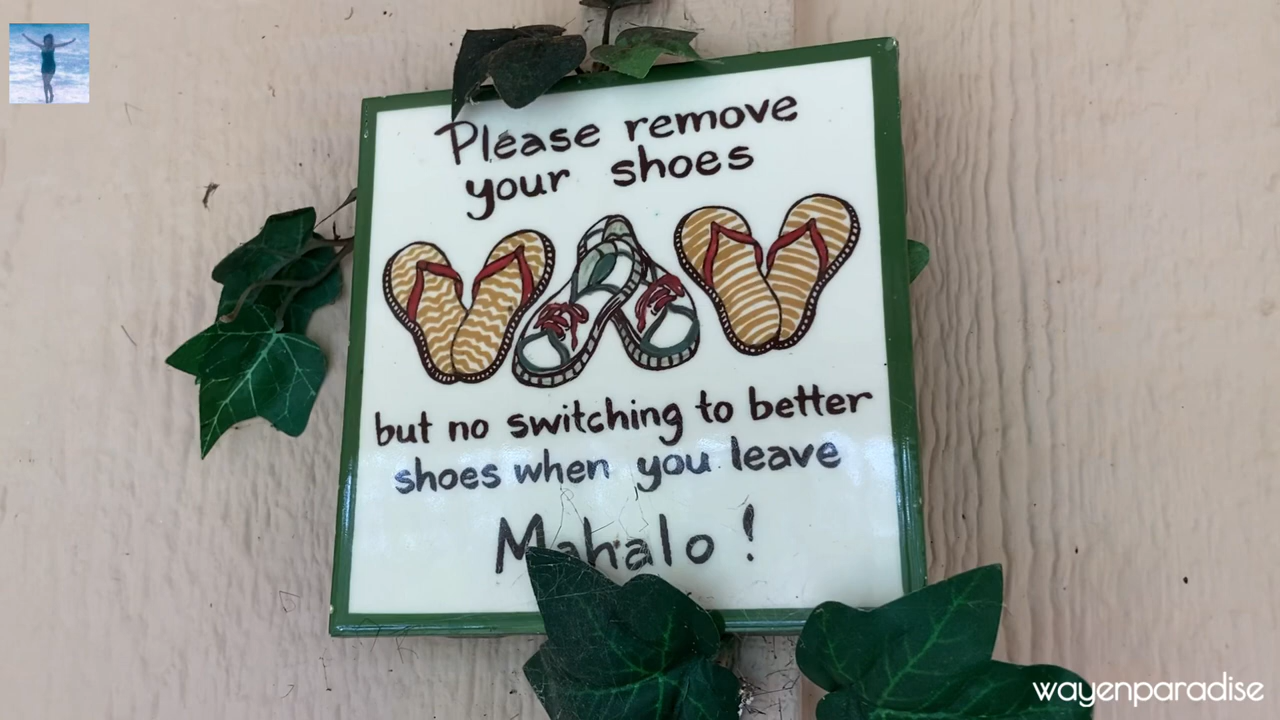 Please remove
your shoes
but no switching to better
shoes when you leave
Mahalo!
wayenparadise